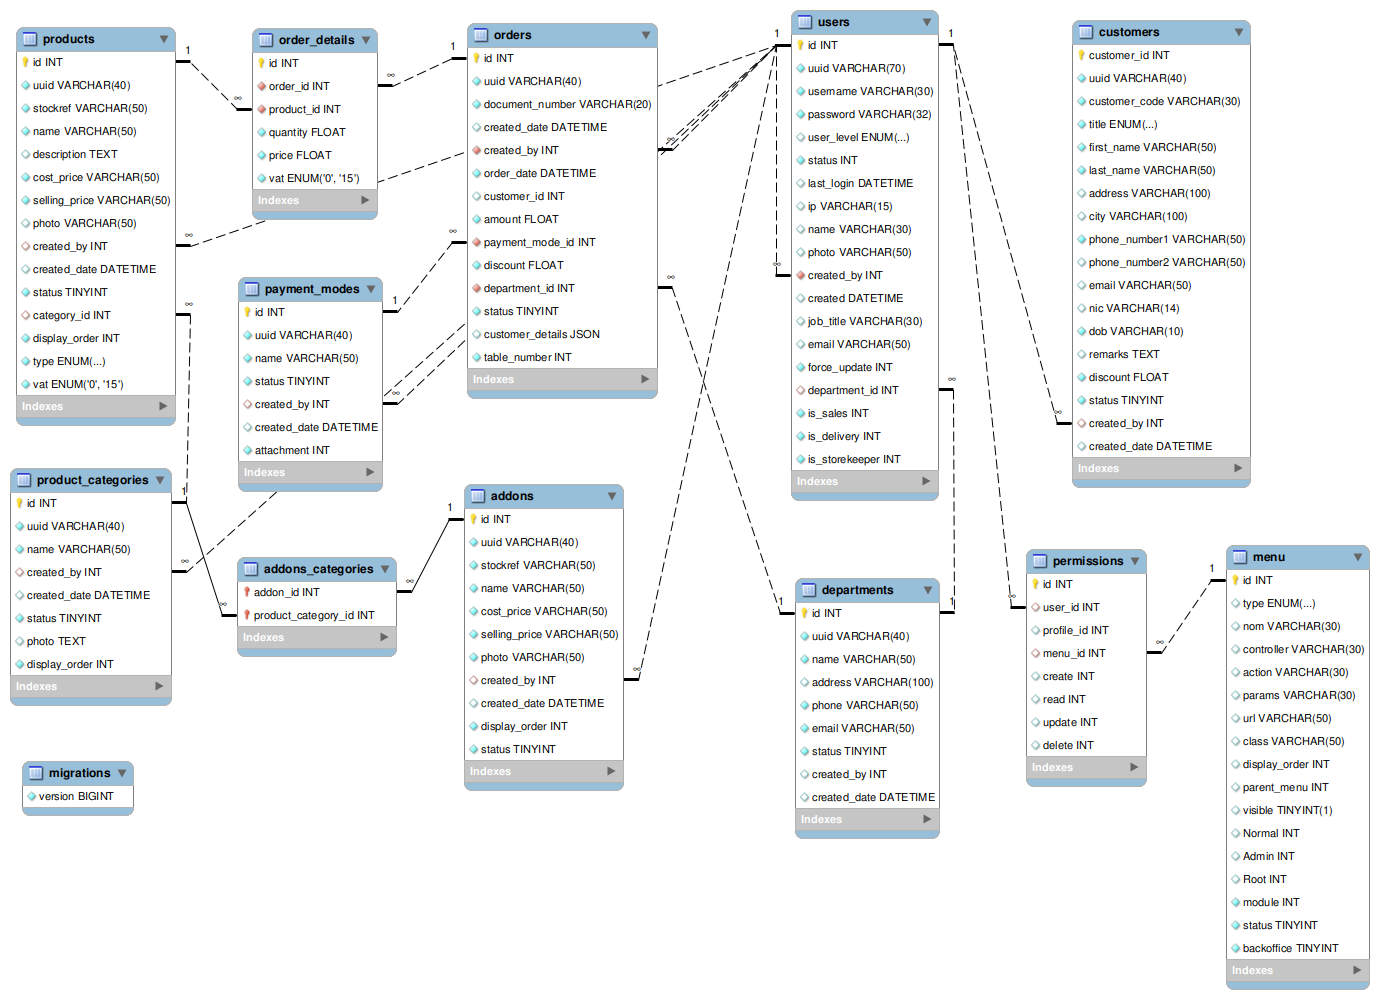 products
id INT
uuid VARCHAR(40)
stockref VARCHAR(50)
name VARCHAR(50)
description TEXT
cost_price VARCHAR(50)
selling_price VARCHAR(50)
photo VARCHAR(50)
created_by INT
created_date DATETIME
status TINYINT
category_id INT
display_order INT
type ENUM(...)
vat ENUM('0', '15')
Indexes
order_details
id INT
order_id INT
product_id INT
quantity FLOAT
price FLOAT
vat ENUM('0', '15')
Indexes
orders
id INT
uuid VARCHAR(40)
document_number VARCHAR(20)
created_date DATETIME
created_by INT
order_date DATETIME
customer_id INT
amount FLOAT
payment_mode_id INT
discount FLOAT
department_id INT
status TINYINT
customer_details JSON
table_number INT
Indexes
users
id INT
uuid VARCHAR(70)
username VARCHAR(30)
password VARCHAR(32)
user_level ENUM(...)
status INT
last_login DATETIME
ip VARCHAR(15)
name VARCHAR(30)
photo VARCHAR(50)
created_by INT
created DATETIME
job_title VARCHAR(30)
email VARCHAR(50)
force_update INT
department_id INT
is_sales INT
is_delivery INT
is_storekeeper INT
Indexes
customers
customer_id INT
uuid VARCHAR(40)
customer_code VARCHAR(30)
title ENUM(...)
first_name VARCHAR(50)
last_name VARCHAR(50)
address VARCHAR(100)
city VARCHAR(100)
phone_number1 VARCHAR(50)
phone_number2 VARCHAR(50)
email VARCHAR(50)
nic VARCHAR(14)
dob VARCHAR(10)
remarks TEXT
discount FLOAT
status TINYINT
created_by INT
created_date DATETIME
Indexes
payment_modes
id INT
uuid VARCHAR(40)
name VARCHAR(50)
status TINYINT
created_by INT
created_date DATETIME
attachment INT
Indexes
product_categories
id INT
uuid VARCHAR(40)
name VARCHAR(50)
created_by INT
created_date DATETIME
status TINYINT
photo TEXT
display_order INT
Indexes
addons_categories
addon_id INT
product_category_id INT
Indexes
addons
id INT
uuid VARCHAR(40)
stockref VARCHAR(50)
name VARCHAR(50)
cost_price VARCHAR(50)
selling_price VARCHAR(50)
photo VARCHAR(50)
created_by INT
created_date DATETIME
display_order INT
status TINYINT
Indexes
departments
id INT
uuid VARCHAR(40)
name VARCHAR(50)
address VARCHAR(100)
phone VARCHAR(50)
email VARCHAR(50)
status TINYINT
created_by INT
created_date DATETIME
Indexes
permissions
id INT
user_id INT
profile_id INT
menu_id INT
create INT
read INT
update INT
delete INT
Indexes
menu
id INT
type ENUM(...)
nom VARCHAR(30)
controller VARCHAR(30)
action VARCHAR(30)
params VARCHAR(30)
url VARCHAR(50)
class VARCHAR(50)
display_order INT
parent_menu INT
visible TINYINT(1)
Normal INT
Admin INT
Root INT
module INT
status TINYINT
backoffice TINYINT
Indexes
migrations
version BIGINT
1
∞
1
∞
1
∞
1
∞
1
∞
1
∞
1
∞
1
∞
1
∞
∞
∞
∞
∞
∞
∞
∞